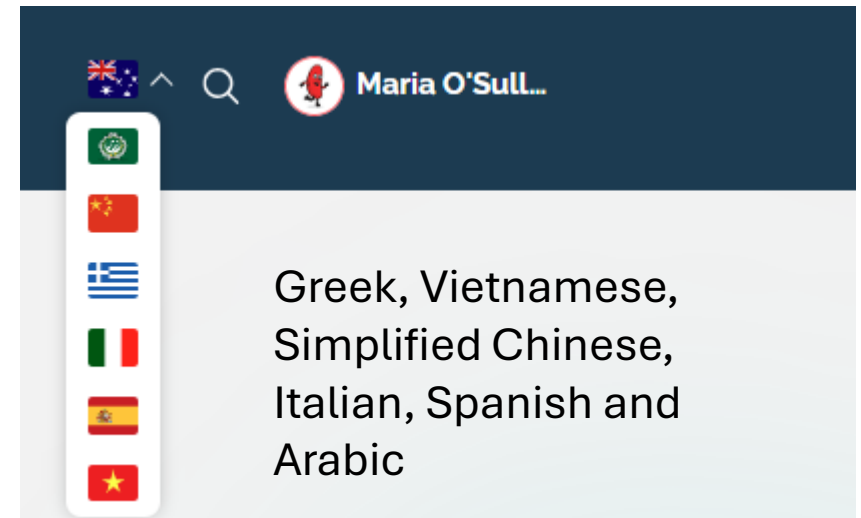 Maria O'Sull...
Greek, Vietnamese,
Simplified Chinese,
Italian, Spanish and
Arabic